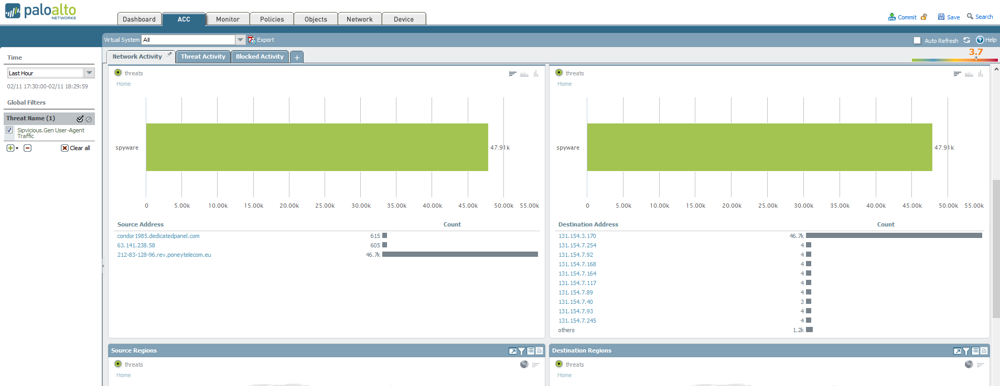 paloalto
NETWORKS
Dashboard ACC Monitor Policies Objects Network Device
Commit Save Search
Virtual System All Export
Auto Refresh Help
Network Activity Threat Activity Blocked Activity +
3.7
Time
Last Hour
02/11 17:30:00-02/11 18:29:59
Global Filters
Threat Name (1)
Sipvicious.Gen User-Agent
Traffic
Clear all
threats
Home
spyware
47.91k
0 5.00k 10.00k 15.00k 20.00k 25.00k 30.00k 35.00k 40.00k 45.00k 50.00k 55.00k
Source Address Count
condor1985.dedicatedpanel.com 615
63.141.238.58 605
212-83-128-96.rev.poneytelecom.eu 46.7k
threats
Home
spyware
47.91k
0 5.00k 10.00k 15.00k 20.00k 25.00k 30.00k 35.00k 40.00k 45.00k 50.00k 55.00k
Destination Address Count
131.154.3.170 46.7k
131.154.7.254 4
131.154.7.92 4
131.154.7.168 4
131.154.7.164 4
131.154.7.117 4
131.154.7.89 4
131.154.7.40 3
131.154.7.93 4
131.154.7.245 4
others 1.2k
Source Regions
threats
Home
Destination Regions
threats
Home